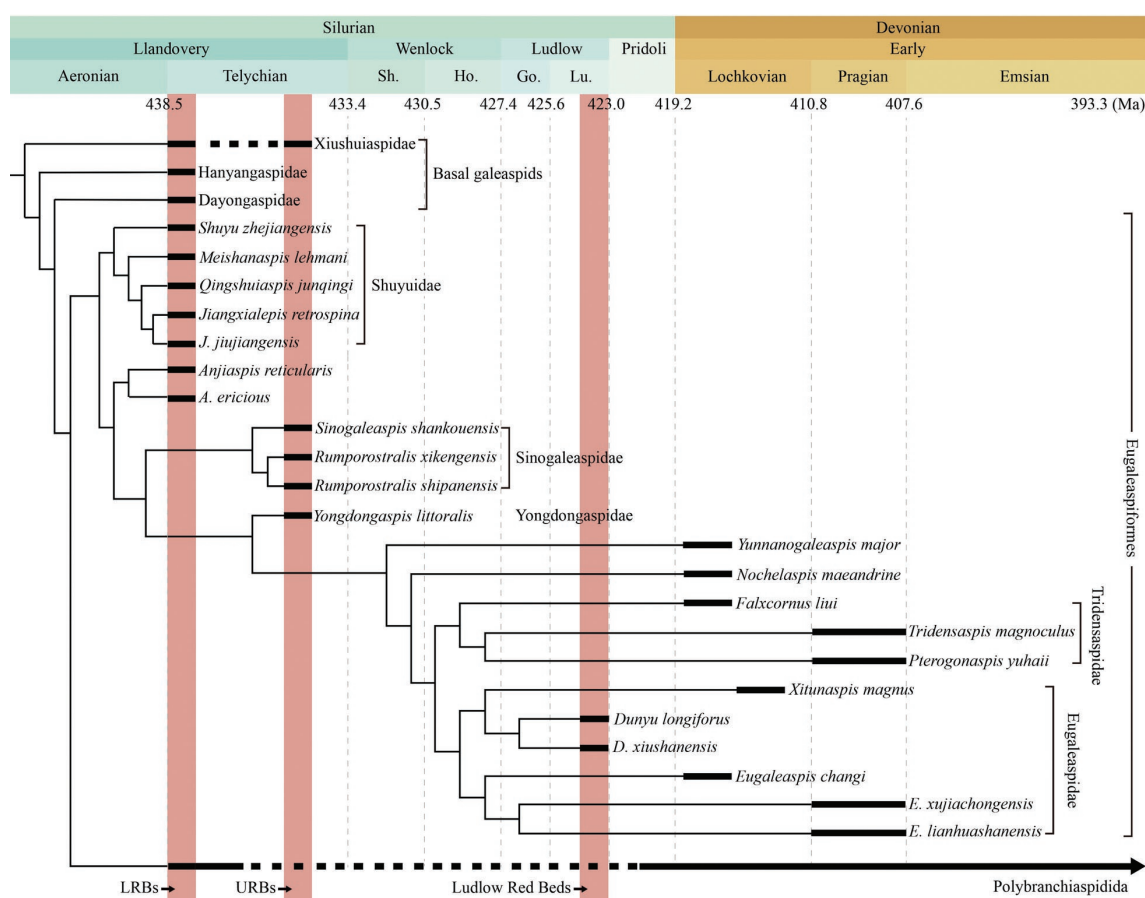 Silurian Devonian
Llandovery Wenlock Ludlow Pridoli Early
Aeronian Telychian Sh. Ho. Go. Lu. Lochkovian Pragian Emsian
438.5 433.4 430.5 427.4 425.6 423.0 419.2 410.8 407.6 393.3 (Ma)
Xiushuiaspidae
Hanyangaspidae
Basal galeaspids
Dayongaspidae
Shuyu zhejiangensis
Meishanaspis lehmani
Qingshuiaspis junqingi
Shuyuidae
Jiangxialepis retrospina
J. jiujiangensis
Anjiaspis reticularis
A. ericious
Sinogaleaspis shankouensis
Rumporostralis xikengensis
Sinogaleaspidae
Rumporostralis shipanensis
Yongdongaspis littoralis Yongdongaspidae
Eugaleaspiformes
Yunnanogaleaspis major
Nochelaspis maeandrine
Falxcornus liui
Tridensaspis magnoculus
Tridensaspidae
Pterogonaspis yuhaii
Xitunaspis magnus
Dunyu longiforus
D. xiushanensis
Eugaleaspidae
Eugaleaspis changi
E. xujiachongensis
E. lianhuashanensis
LRBs URBs Ludlow Red Beds Polybranchiaspidida